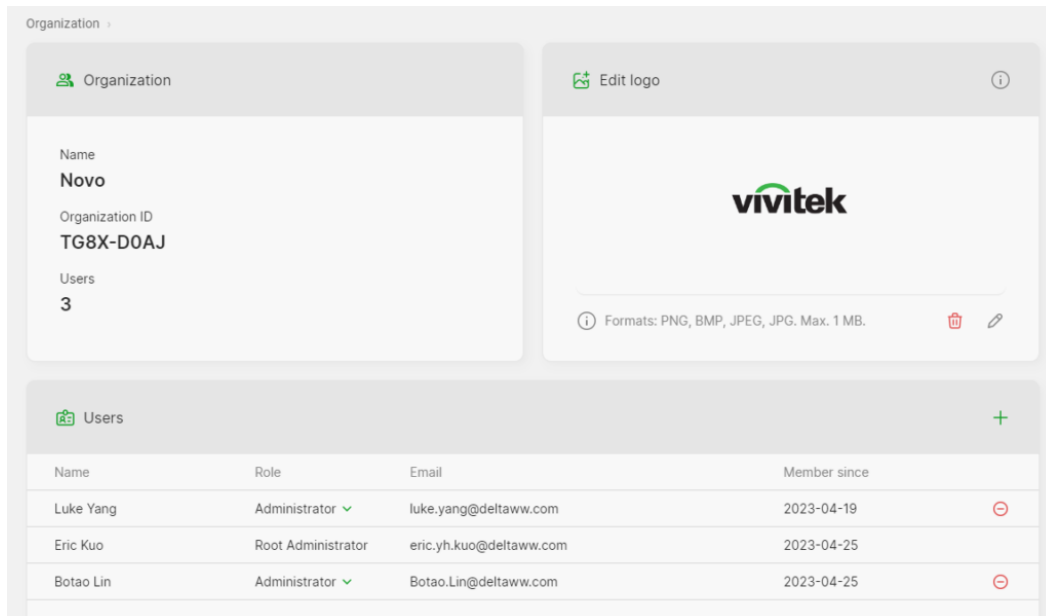 Organization ›
Organization
Name
Novo
Organization ID
TG8X-D0AJ
Users
3
Edit logo
vivitek
Formats: PNG, BMP, JPEG, JPG. Max. 1 MB.
Users
Name Role Email Member since
Luke Yang Administrator luke.yang@deltaww.com 2023-04-19
Eric Kuo Root Administrator eric.yh.kuo@deltaww.com 2023-04-25
Botao Lin Administrator Botao.Lin@deltaww.com 2023-04-25